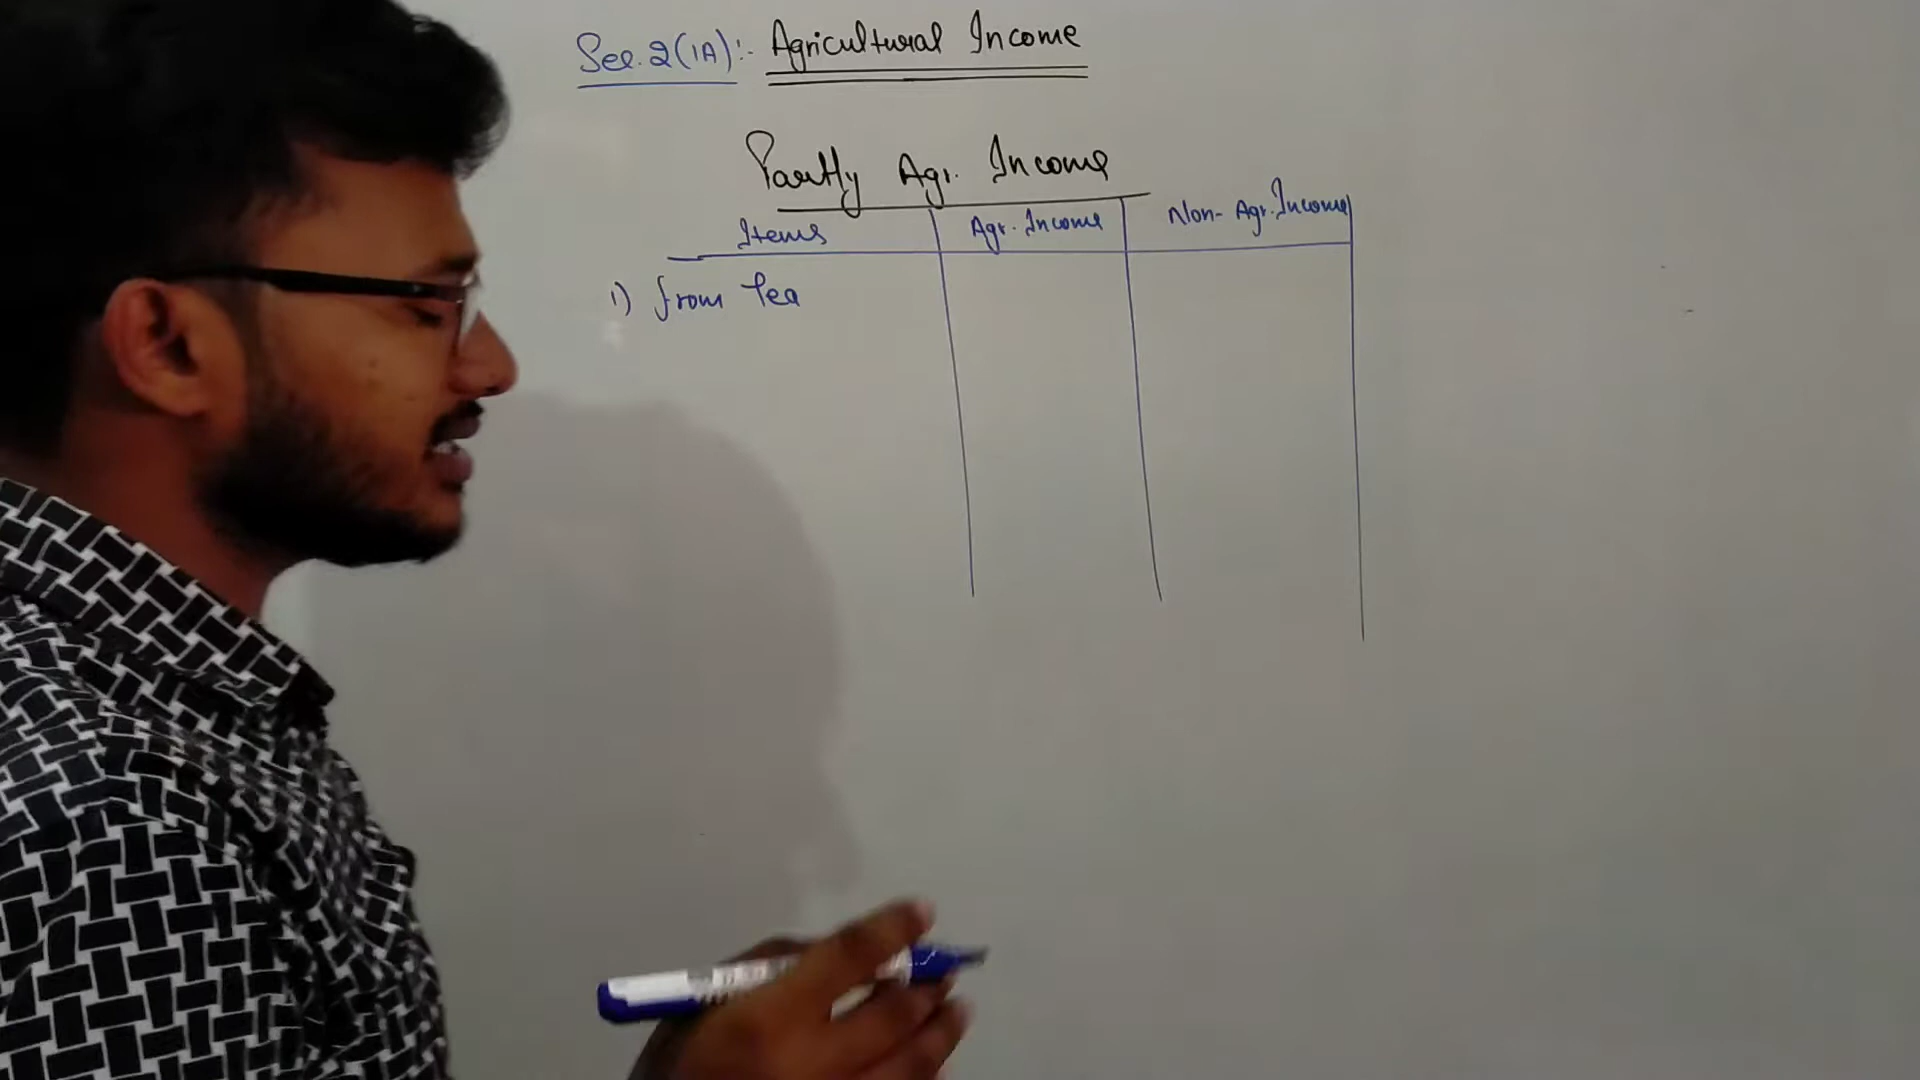 Sec. 2(1A):- Agricultural Income
Partly Agr. Income
Items Agr. Income Non-Agr. Income
1) from Tea